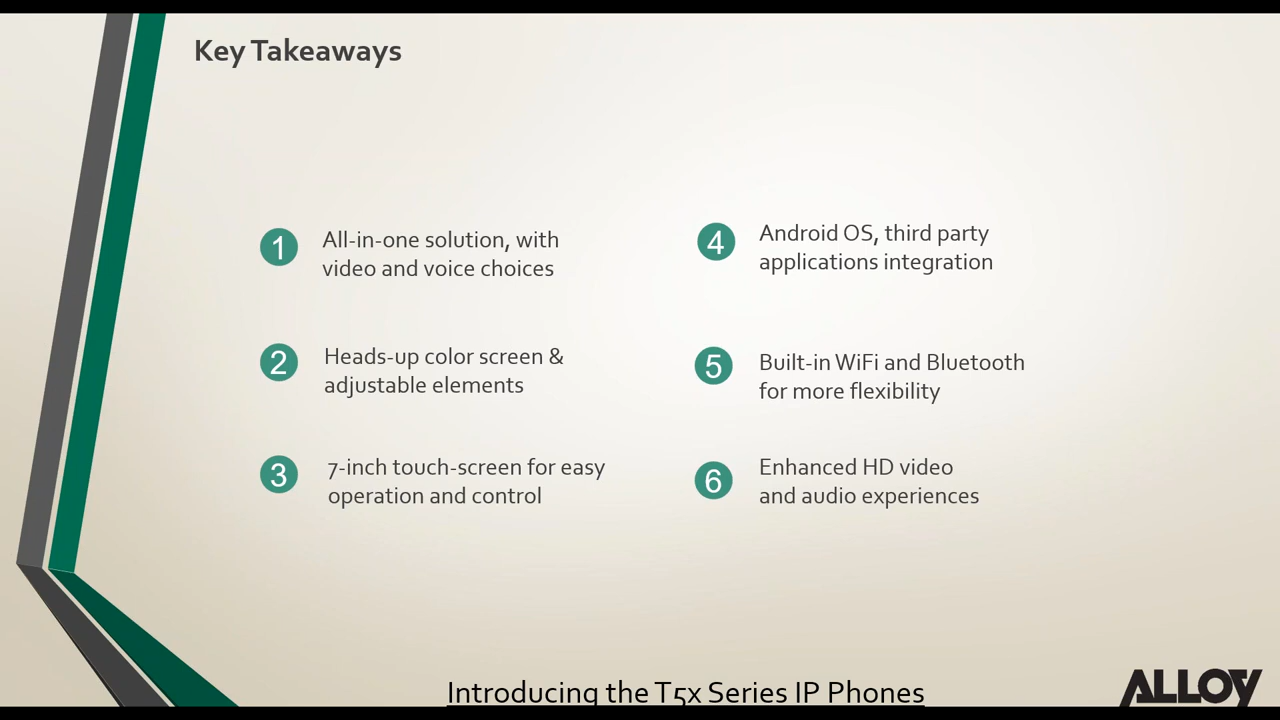 Key Takeaways
1
All-in-one solution, with
video and voice choices
2
Heads-up color screen &
adjustable elements
3
7-inch touch-screen for easy
operation and control
4
Android OS, third party
applications integration
5
Built-in WiFi and Bluetooth
for more flexibility
6
Enhanced HD video
and audio experiences
Introducing the T5x Series IP Phones
ALLOY